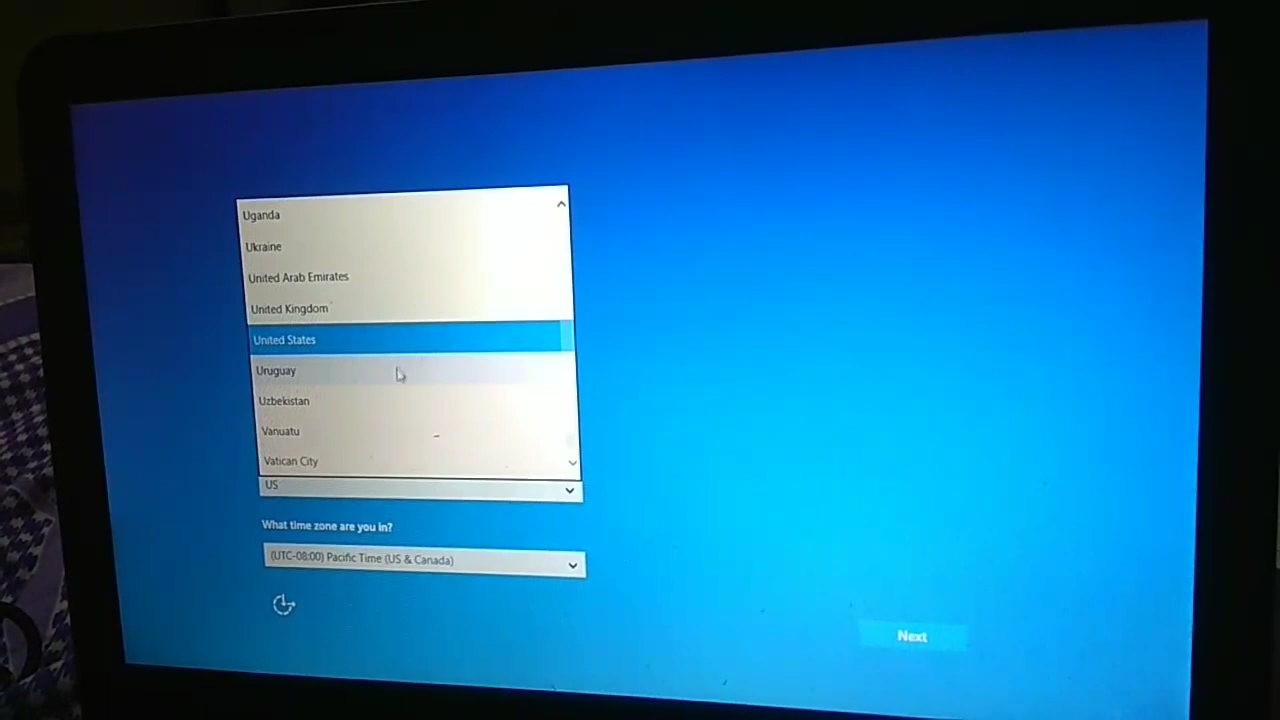 Uganda
Ukraine
United Arab Emirates
United Kingdom
United States
Uruguay
Uzbekistan
Vanuatu
Vatican City
US
What time zone are you in?
(UTC-08:00) Pacific Time (US & Canada)
Next